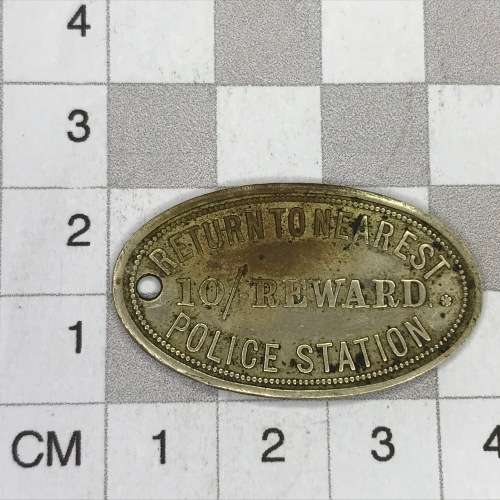 4
3
2
1
RETURN TO NEAREST
10/ REWARD
POLICE STATION
CM 1 2 3 4